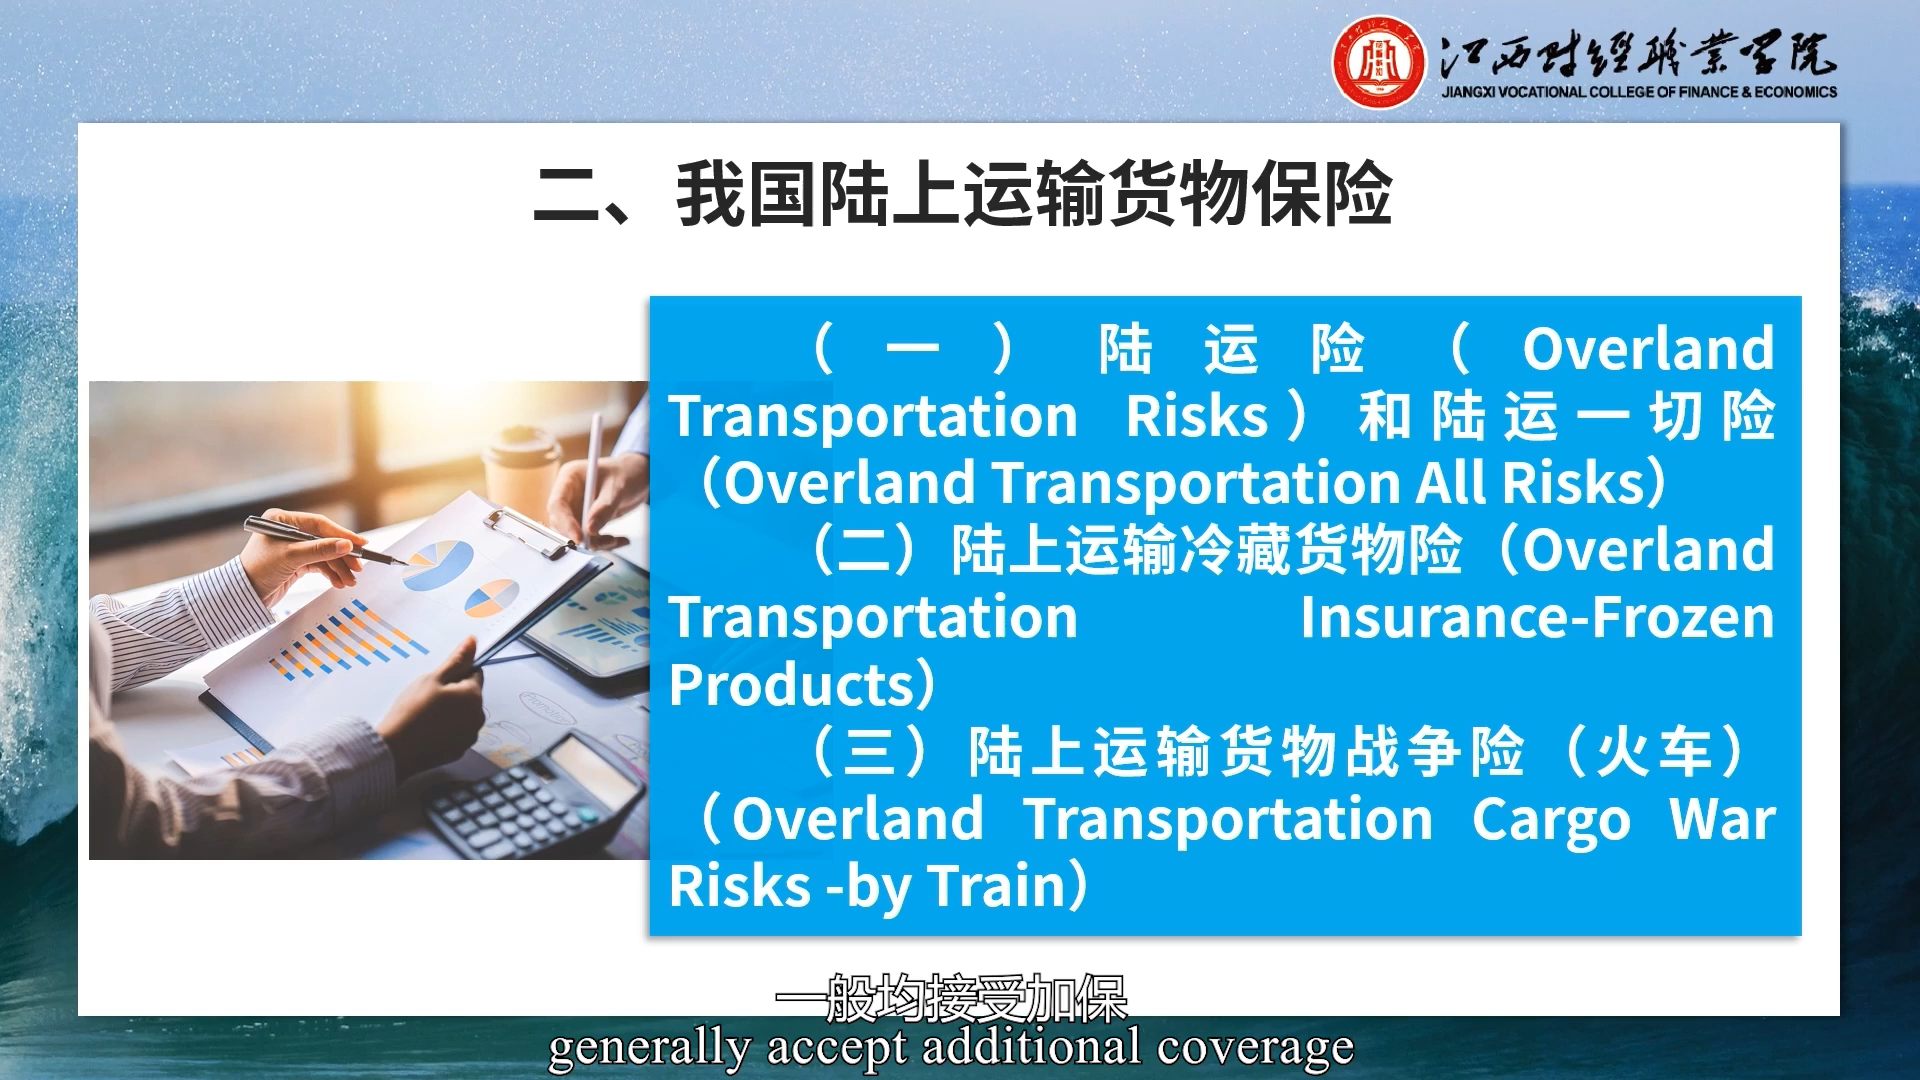 江西财经职业学院
JIANGXI VOCATIONAL COLLEGE OF FINANCE & ECONOMICS
二、我国陆上运输货物保险
（一）陆运险（Overland
Transportation Risks）和陆运一切险
（Overland Transportation All Risks）
（二）陆上运输冷藏货物险（Overland
Transportation Insurance-Frozen
Products）
（三）陆上运输货物战争险（火车）
（Overland Transportation Cargo War
Risks -by Train）
一般均接受加保
generally accept additional coverage